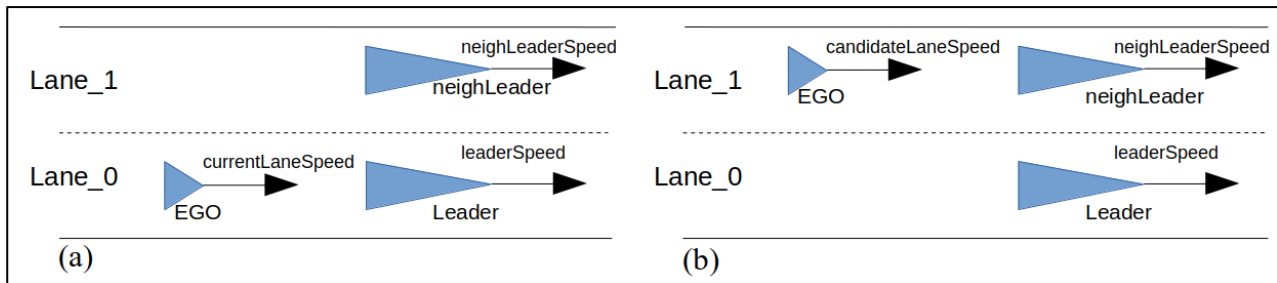 neighLeaderSpeed
Lane_1
neighLeader
currentLaneSpeed
leaderSpeed
Lane_0
EGO
Leader
(a)
candidateLaneSpeed
neighLeaderSpeed
Lane_1
EGO
neighLeader
leaderSpeed
Lane_0
Leader
(b)